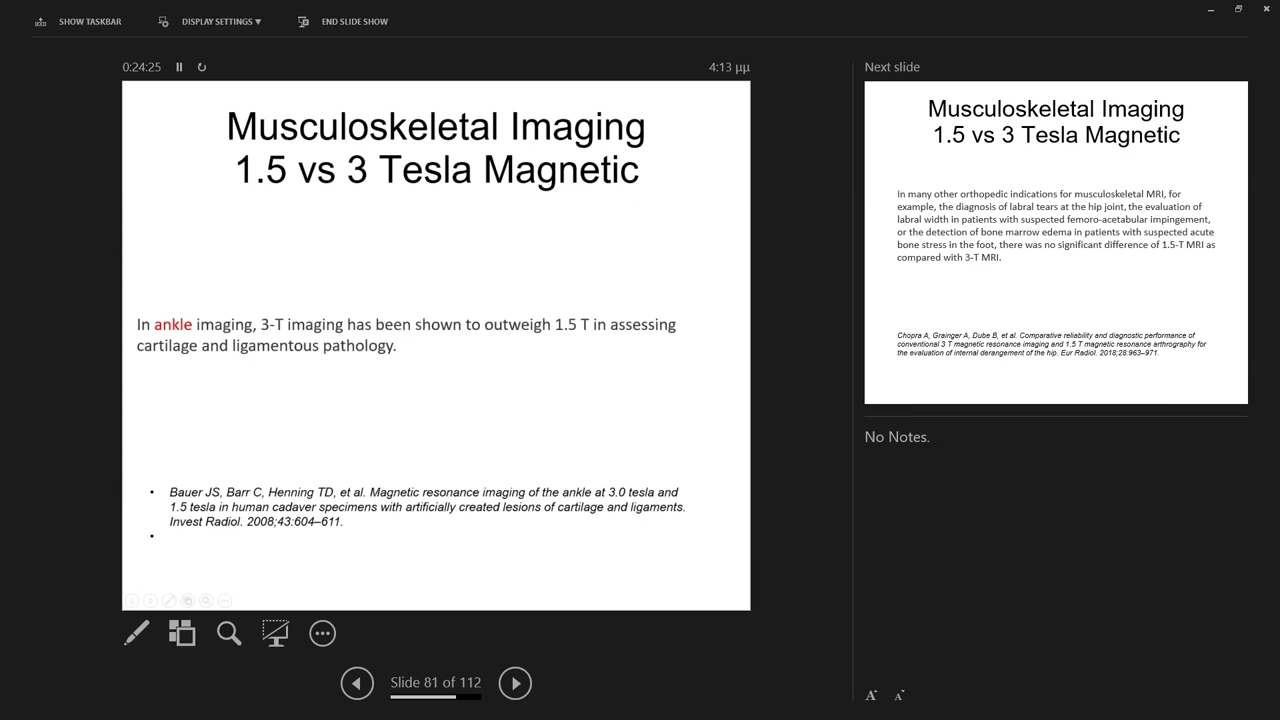 SHOW TASKBAR
DISPLAY SETTINGS ▼
END SLIDE SHOW
0:24:25
4:13 μμ
Musculoskeletal Imaging
1.5 vs 3 Tesla Magnetic
In ankle imaging, 3-T imaging has been shown to outweigh 1.5 T in assessing
cartilage and ligamentous pathology.
• Bauer JS, Barr C, Henning TD, et al. Magnetic resonance imaging of the ankle at 3.0 tesla and
1.5 tesla in human cadaver specimens with artificially created lesions of cartilage and ligaments.
Invest Radiol. 2008;43:604–611.
•
Slide 81 of 112
Next slide
Musculoskeletal Imaging
1.5 vs 3 Tesla Magnetic
In many other orthopedic indications for musculoskeletal MRI, for
example, the diagnosis of labral tears at the hip joint, the evaluation of
labral width in patients with suspected femoro-acetabular impingement,
or the detection of bone marrow edema in patients with suspected acute
bone stress in the foot, there was no significant difference of 1.5-T MRI as
compared with 3-T MRI.
Chopra A, Grainger A, Dube B, et al. Comparative reliability and diagnostic performance of
conventional 3 T magnetic resonance imaging and 1.5 T magnetic resonance arthrography for
the evaluation of internal derangement of the hip. Eur Radiol. 2018;28:963–971.
No Notes.
A A